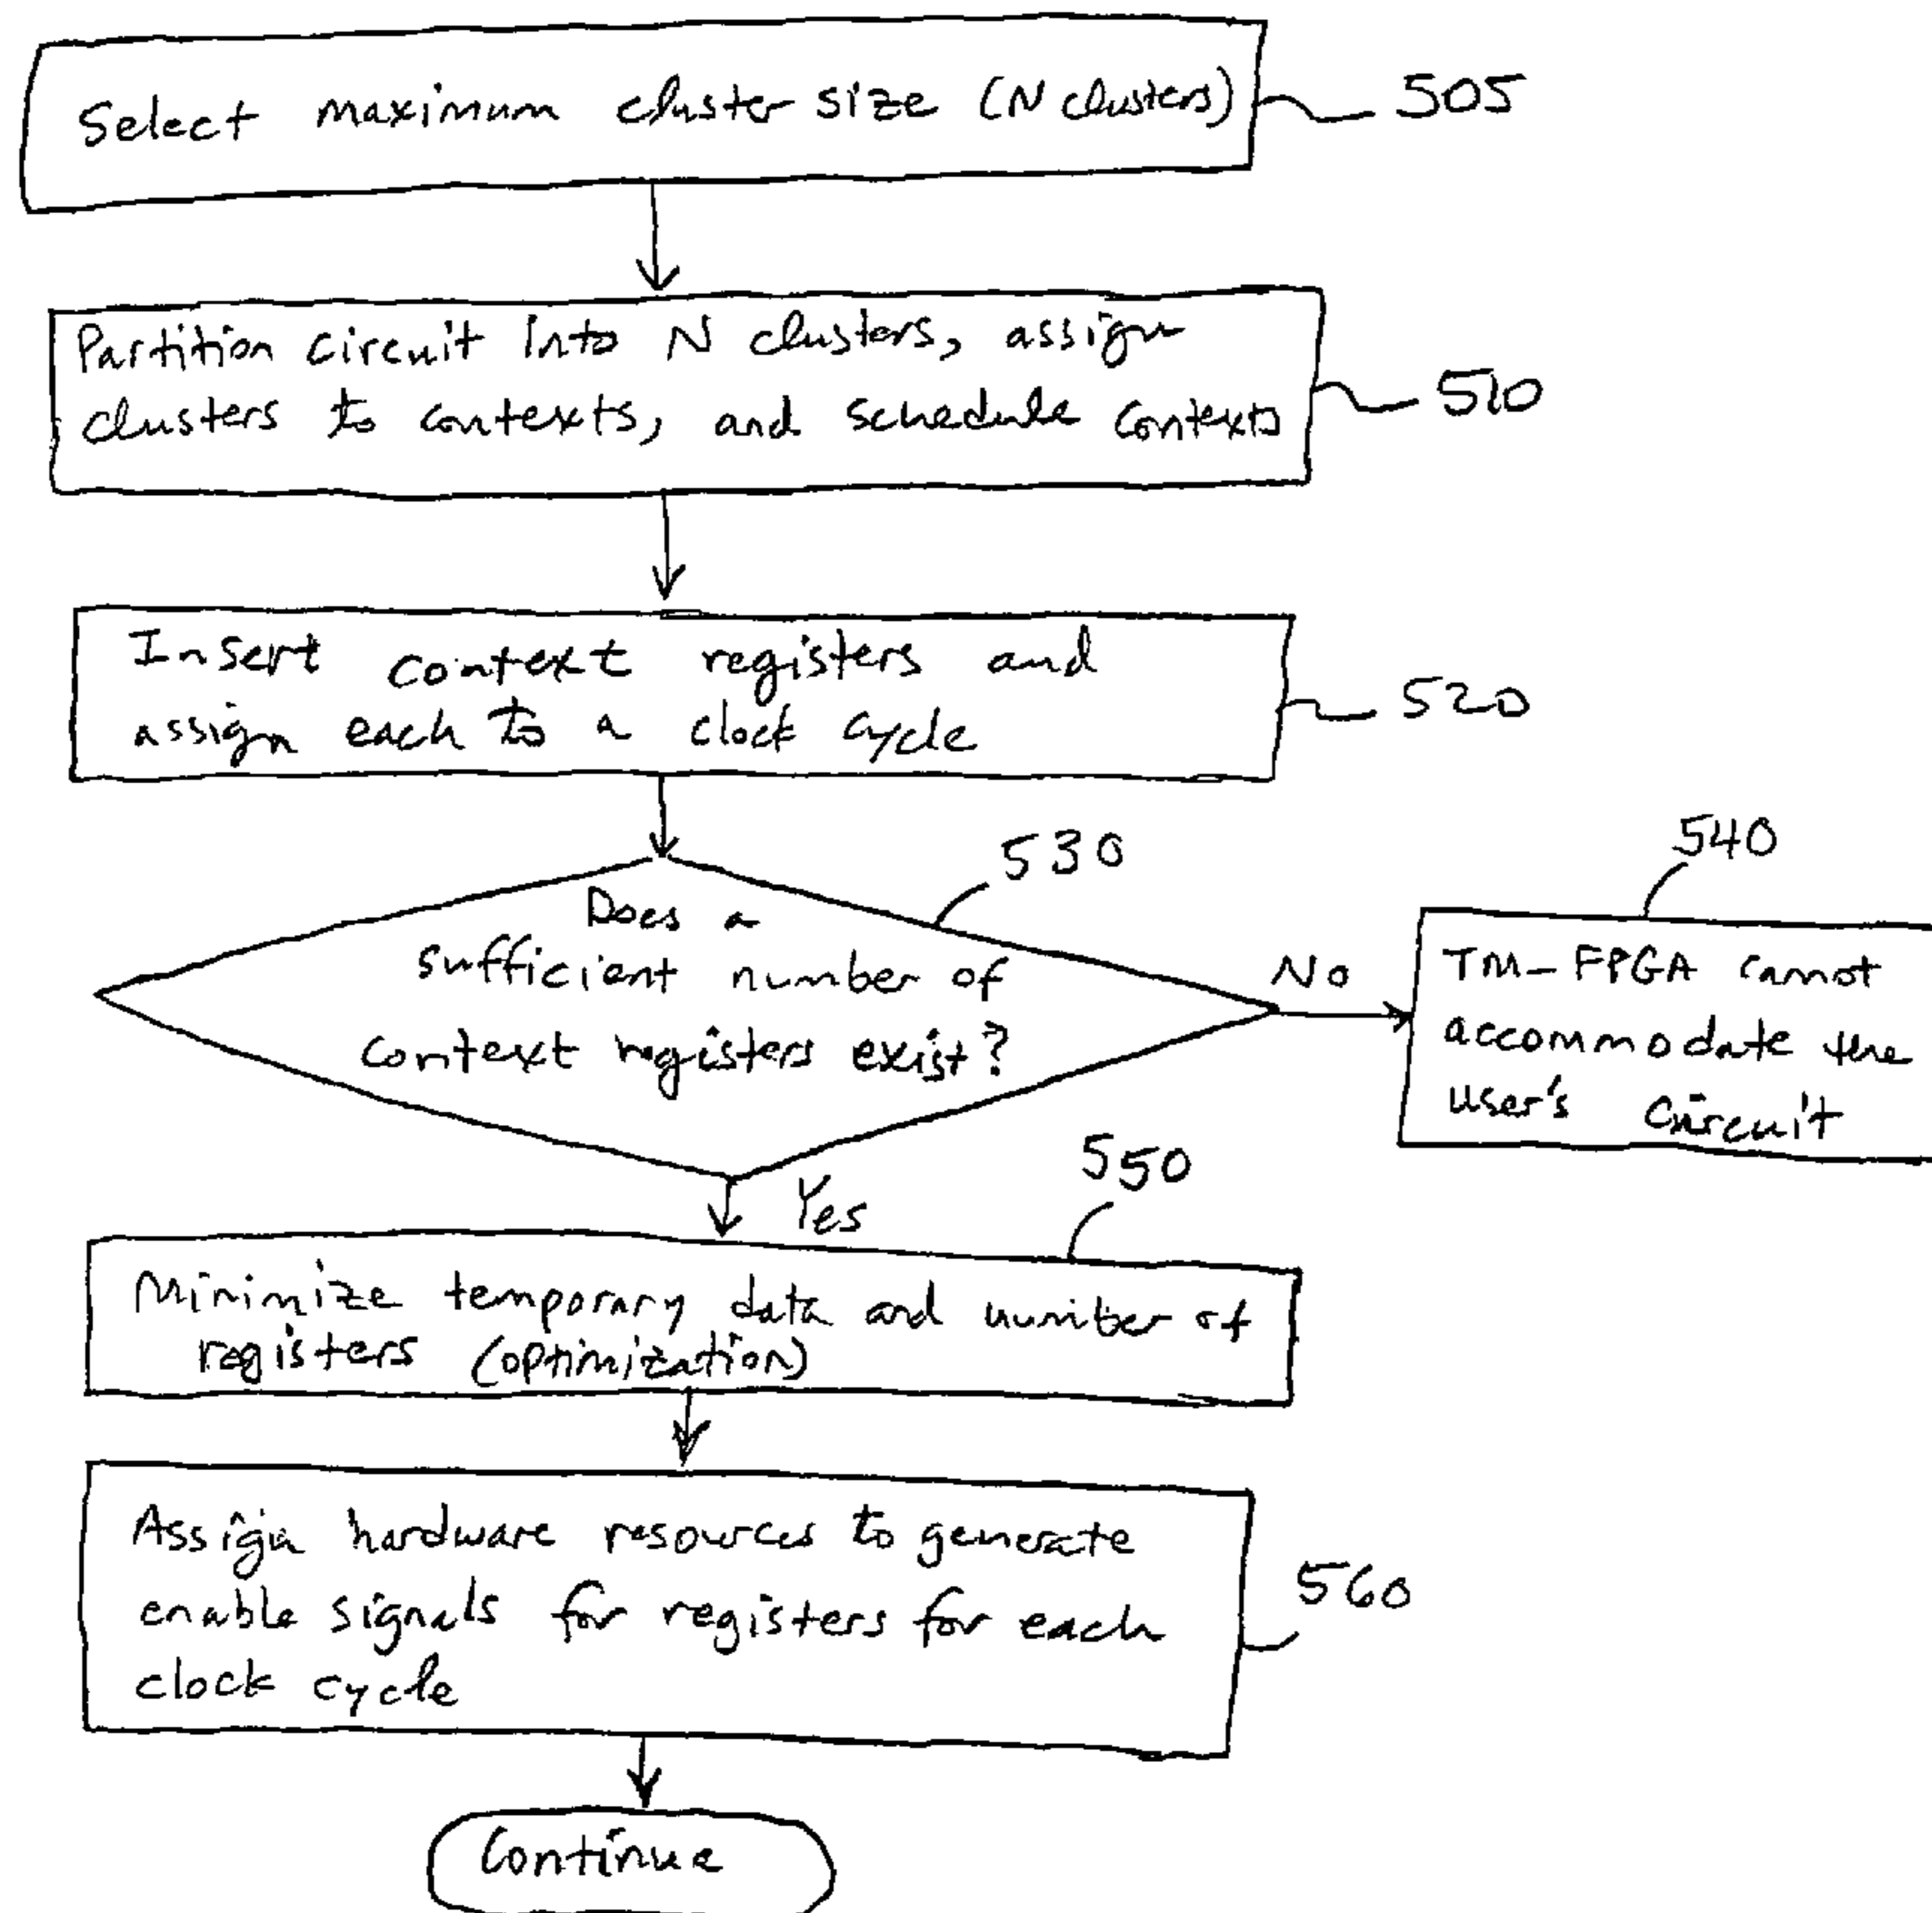 Select maximum cluster size (N clusters)
505
Partition circuit into N clusters, assign
clusters to contexts, and schedule contexts
510
Insert context registers and
assign each to a clock cycle
520
530
Does a
sufficient number of
context registers exist?
No
540
TM-FPGA cannot
accommodate the
user's circuit
Yes
550
Minimize temporary data and number of
registers (optimization)
Assign hardware resources to generate
enable signals for registers for each
clock cycle
560
Continue